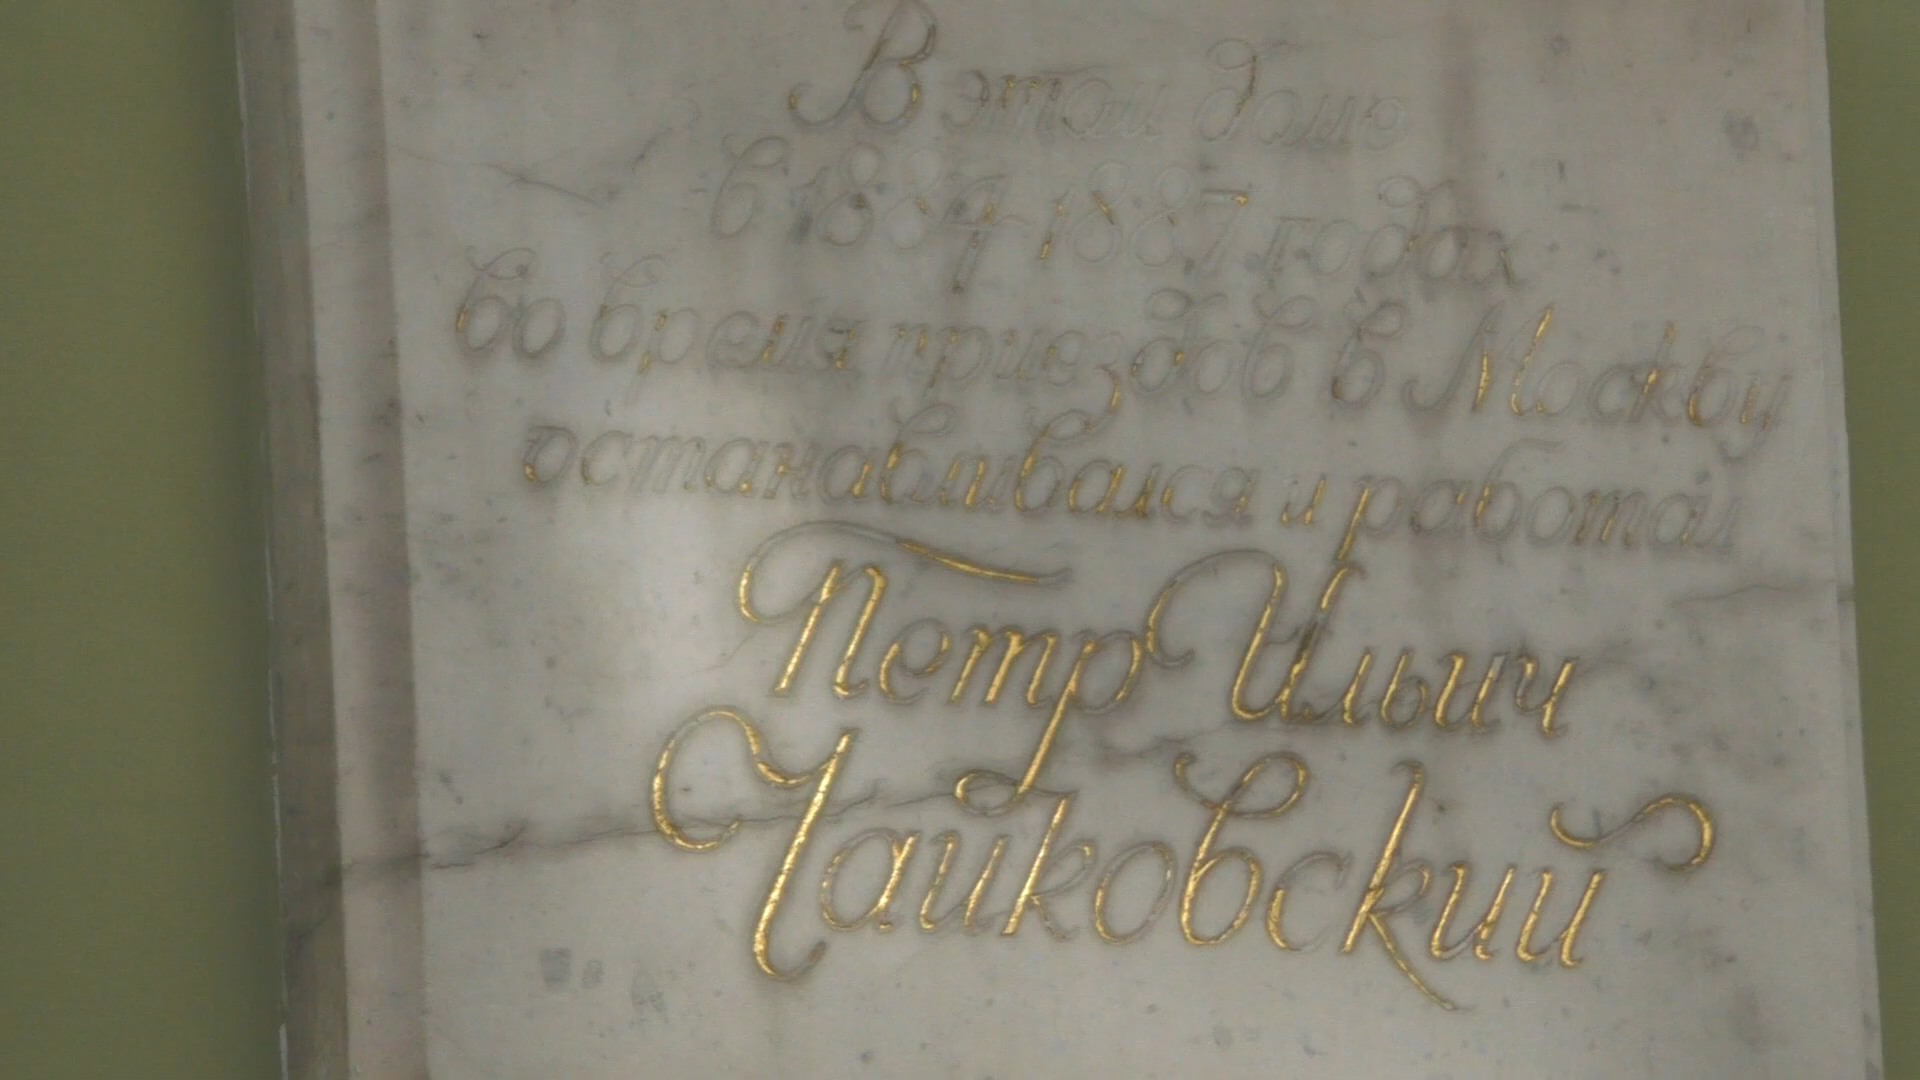 В этом доме
в 1884-1887 годах
во время приездов в Москву
останавливался и работал
Петр Ильич
Чайковский